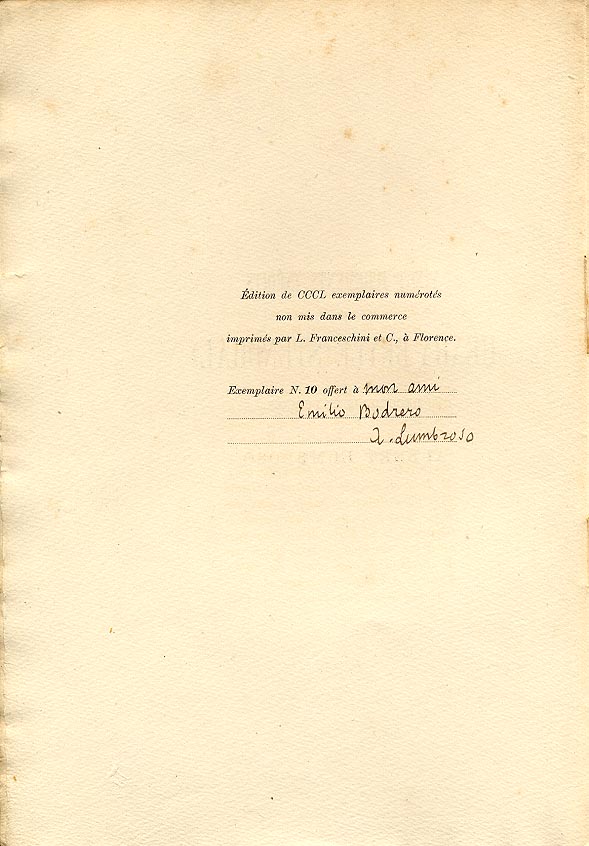 Édition de CCCL exemplaires numérotés
non mis dans le commerce
imprimés par L. Franceschini et C., à Florence.
Exemplaire N. 10 offert à mon ami
Emilio Bodrero
A. Lumbroso